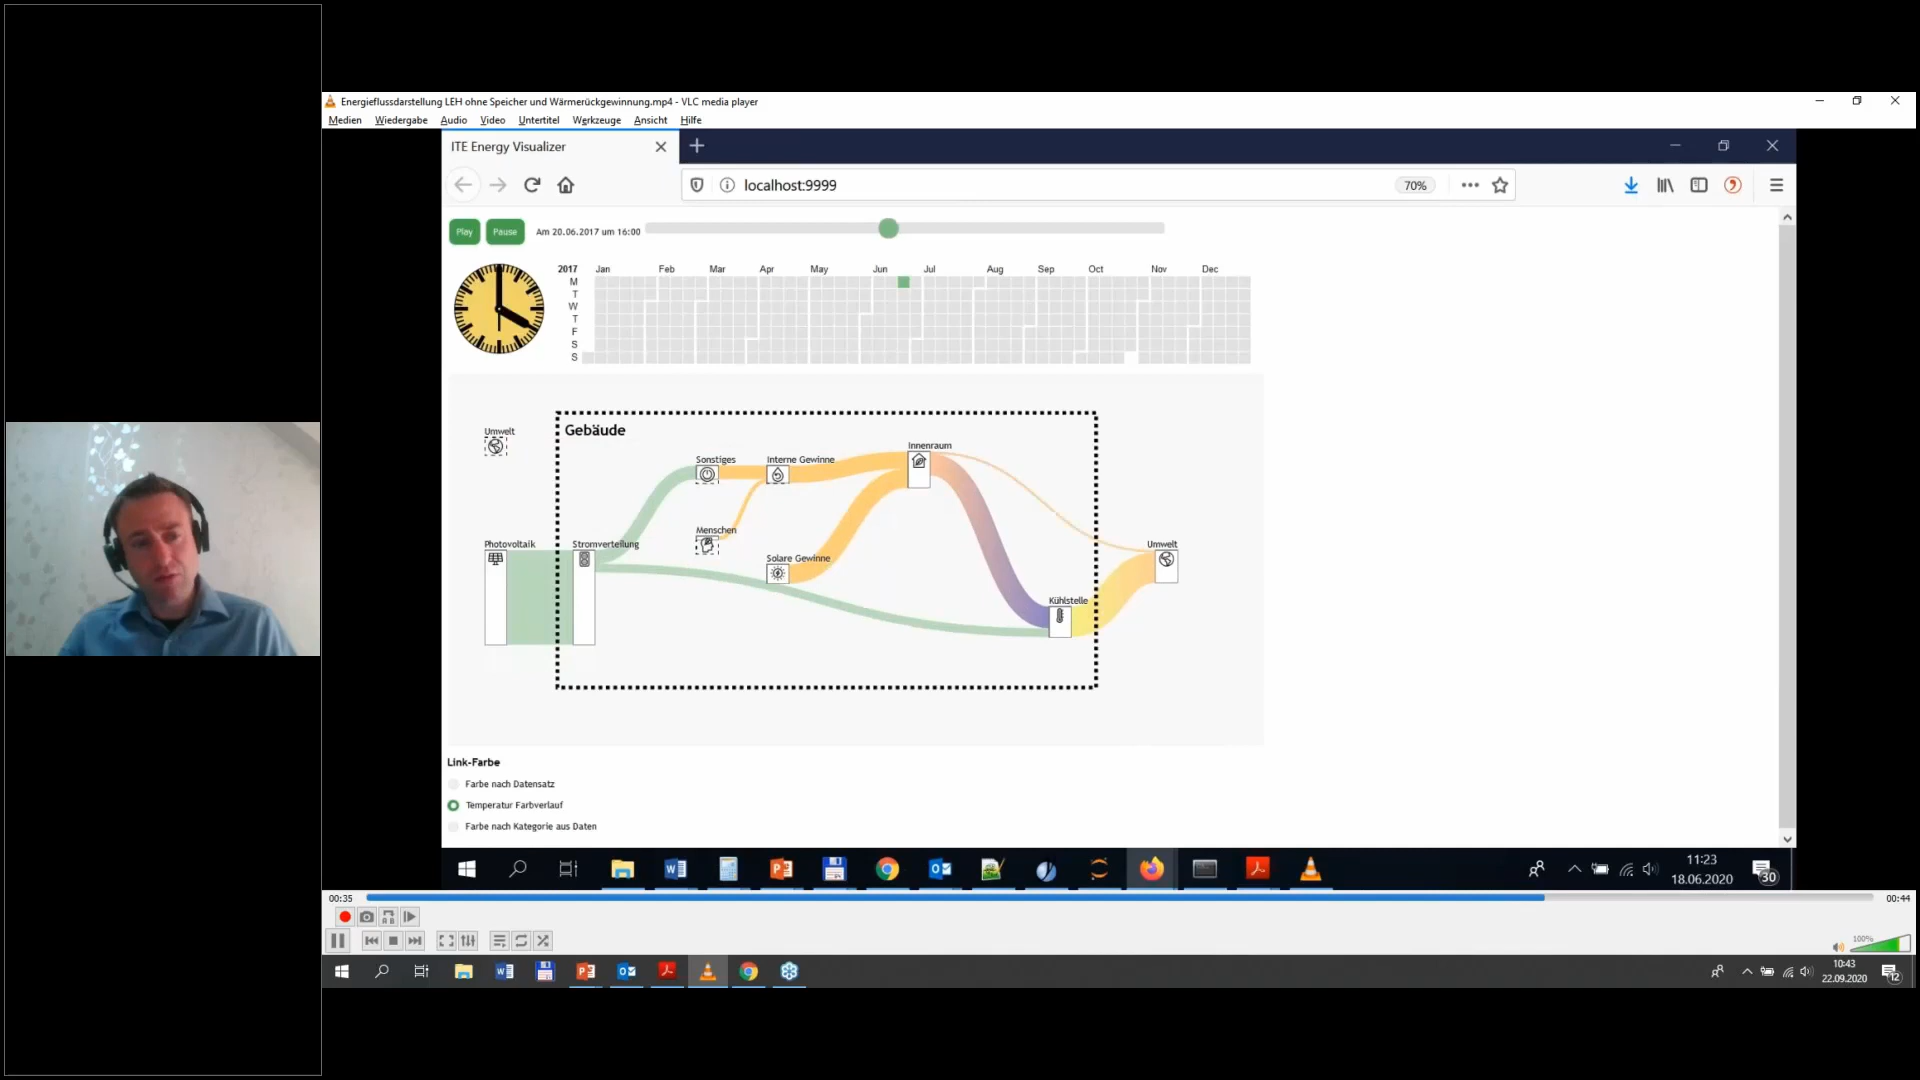 Energieflussdarstellung LEH ohne Speicher und Wärmerückgewinnung.mp4 - VLC media player
Medien Wiedergabe Audio Video Untertitel Werkzeuge Ansicht Hilfe
ITE Energy Visualizer
localhost:9999
70%
Play Pause Am 20.06.2017 um 16:00
2017 Jan Feb Mar Apr May Jun Jul Aug Sep Oct Nov Dec
M
T
W
T
F
S
S
Umwelt
Gebäude
Innenraum
Sonstiges Interne Gewinne
Menschen
Photovoltaik Stromverteilung Umwelt
Solare Gewinne
Kühlstelle
Link-Farbe
Farbe nach Datensatz
Temperatur Farbverlauf
Farbe nach Kategorie aus Daten
11:23
18.06.2020
30
00:35 00:44
100%
10:43
22.09.2020
12